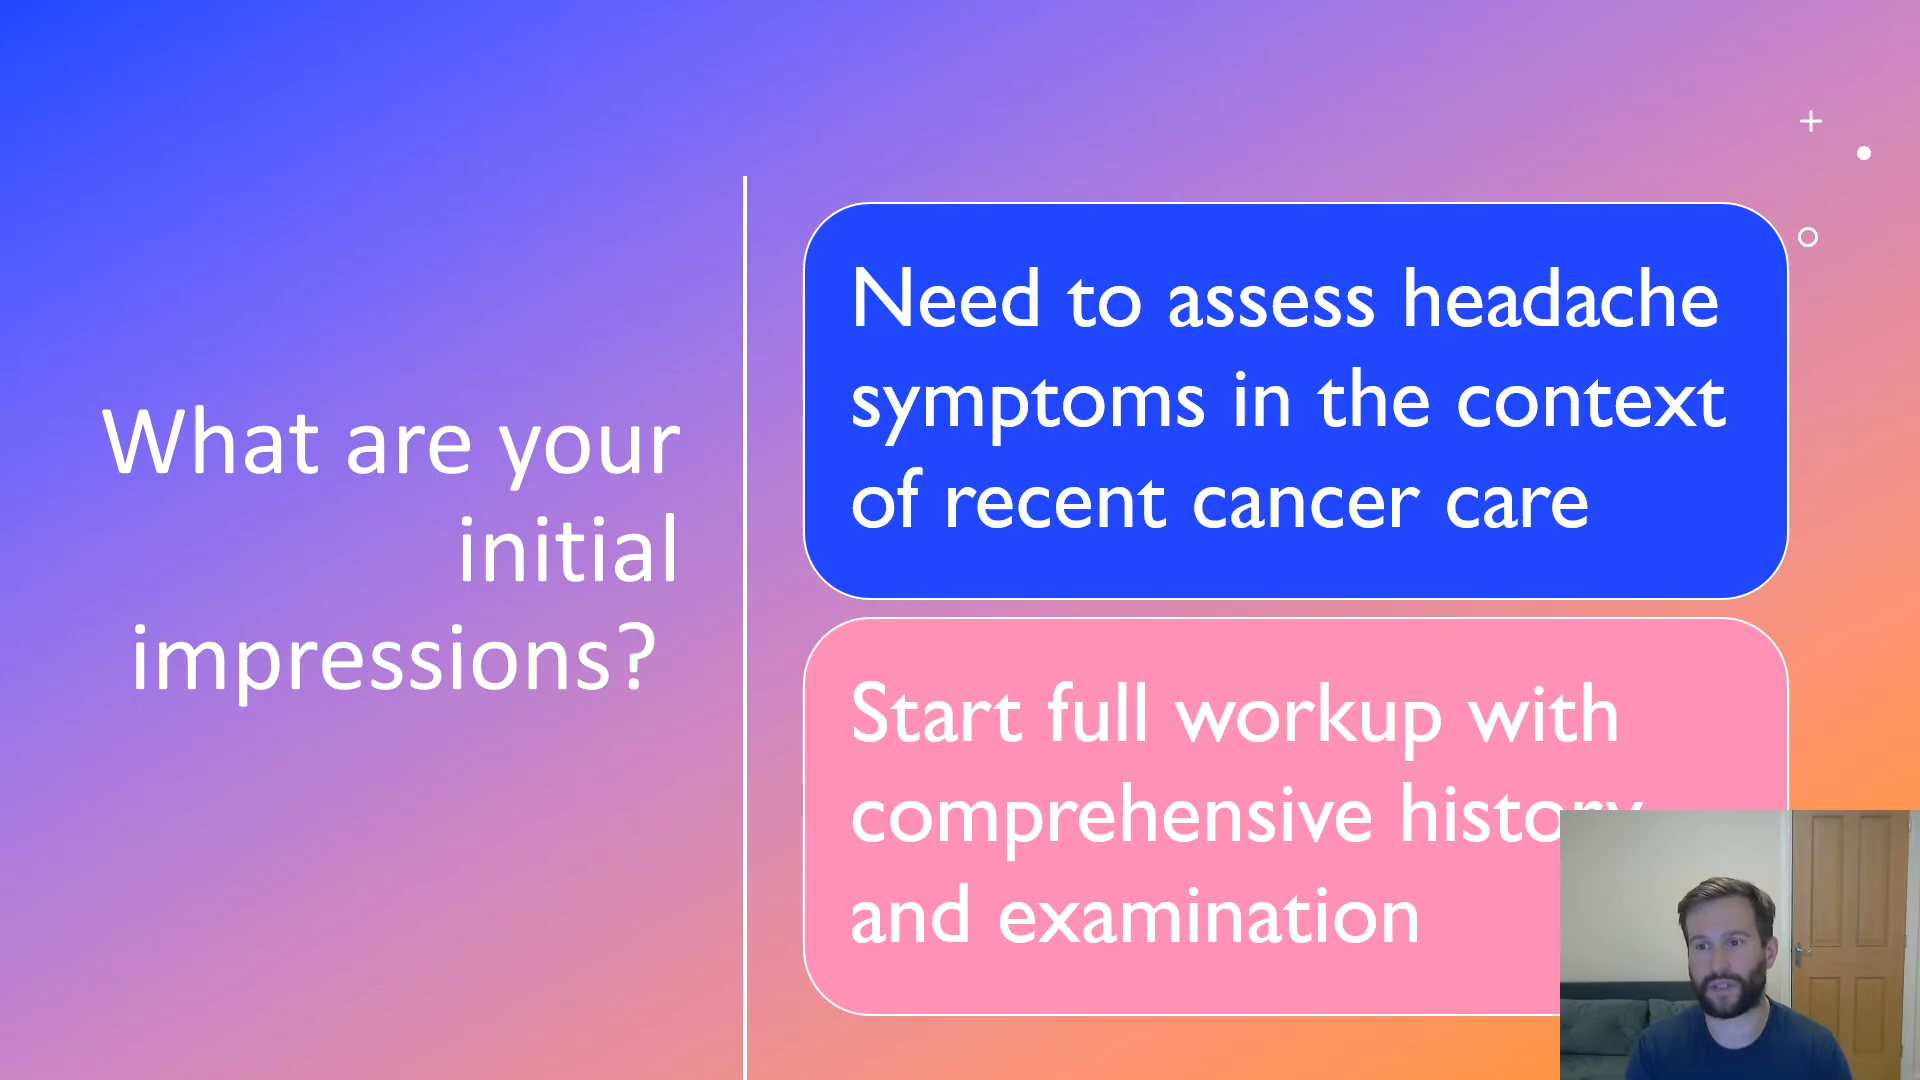 What are your
initial
impressions?
Need to assess headache
symptoms in the context
of recent cancer care
Start full workup with
comprehensive history
and examination